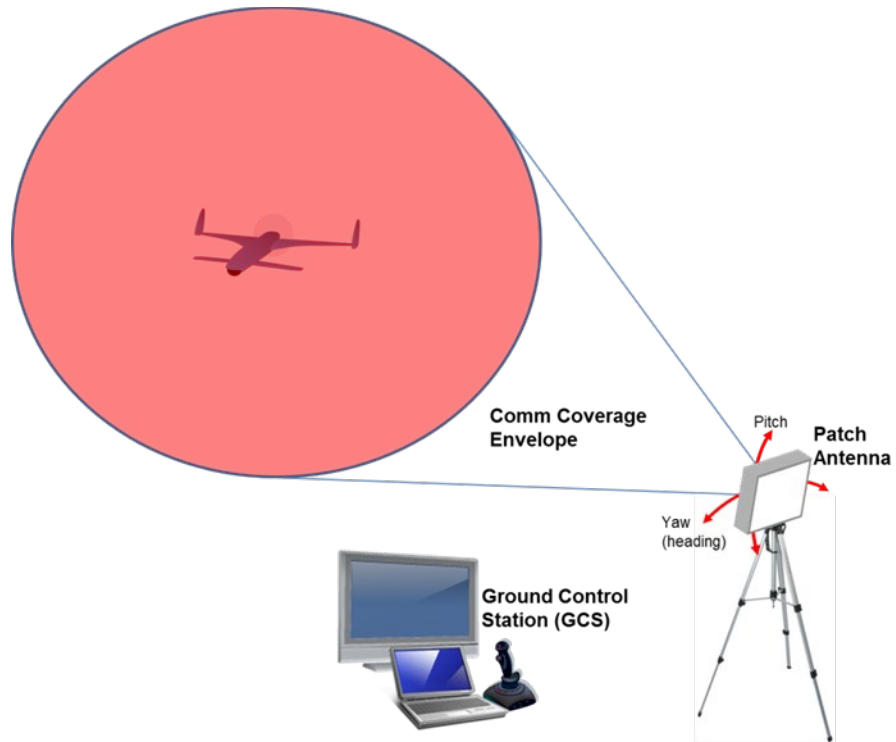 Comm Coverage
Envelope
Pitch
Patch
Antenna
Yaw
(heading)
Ground Control
Station (GCS)